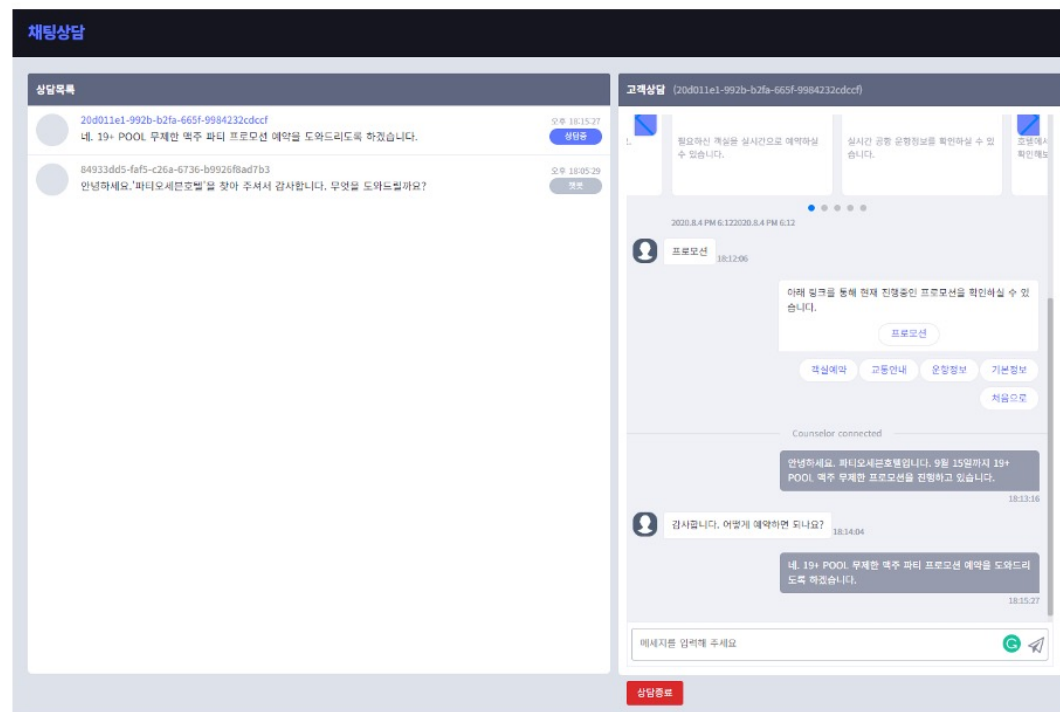 채팅상담
상담목록
20d011e1-992b-b2fa-665f-9984232cdccf
오후 18:15:27
네. 19+ POOL 무제한 맥주 파티 프로모션 예약을 도와드리도록 하겠습니다.
상담중
84933dd5-faf5-c26a-6736-b9926f8ad7b3
오후 18:05:29
안녕하세요.'파티오세븐호텔'을 찾아 주셔서 감사합니다. 무엇을 도와드릴까요?
챗봇
고객상담 (20d011e1-992b-b2fa-665f-9984232cdccf)
필요하신 객실을 실시간으로 예약하실
수 있습니다.
실시간 공항 운항정보를 확인하실 수 있
습니다.
호텔에서
확인해보
2020.8.4 PM 6:122020.8.4 PM 6:12
프로모션
18:12:06
아래 링크를 통해 현재 진행중인 프로모션을 확인하실 수 있
습니다.
프로모션
객실예약 교통안내 운항정보 기본정보
처음으로
Counselor connected
안녕하세요. 파티오세븐호텔입니다. 9월 15일까지 19+
POOL 맥주 무제한 프로모션을 진행하고 있습니다.
18:13:16
감사합니다. 어떻게 예약하면 되나요?
18:14:04
네. 19+ POOL 무제한 맥주 파티 프로모션 예약을 도와드리
도록 하겠습니다.
18:15:27
메세지를 입력해 주세요
상담종료